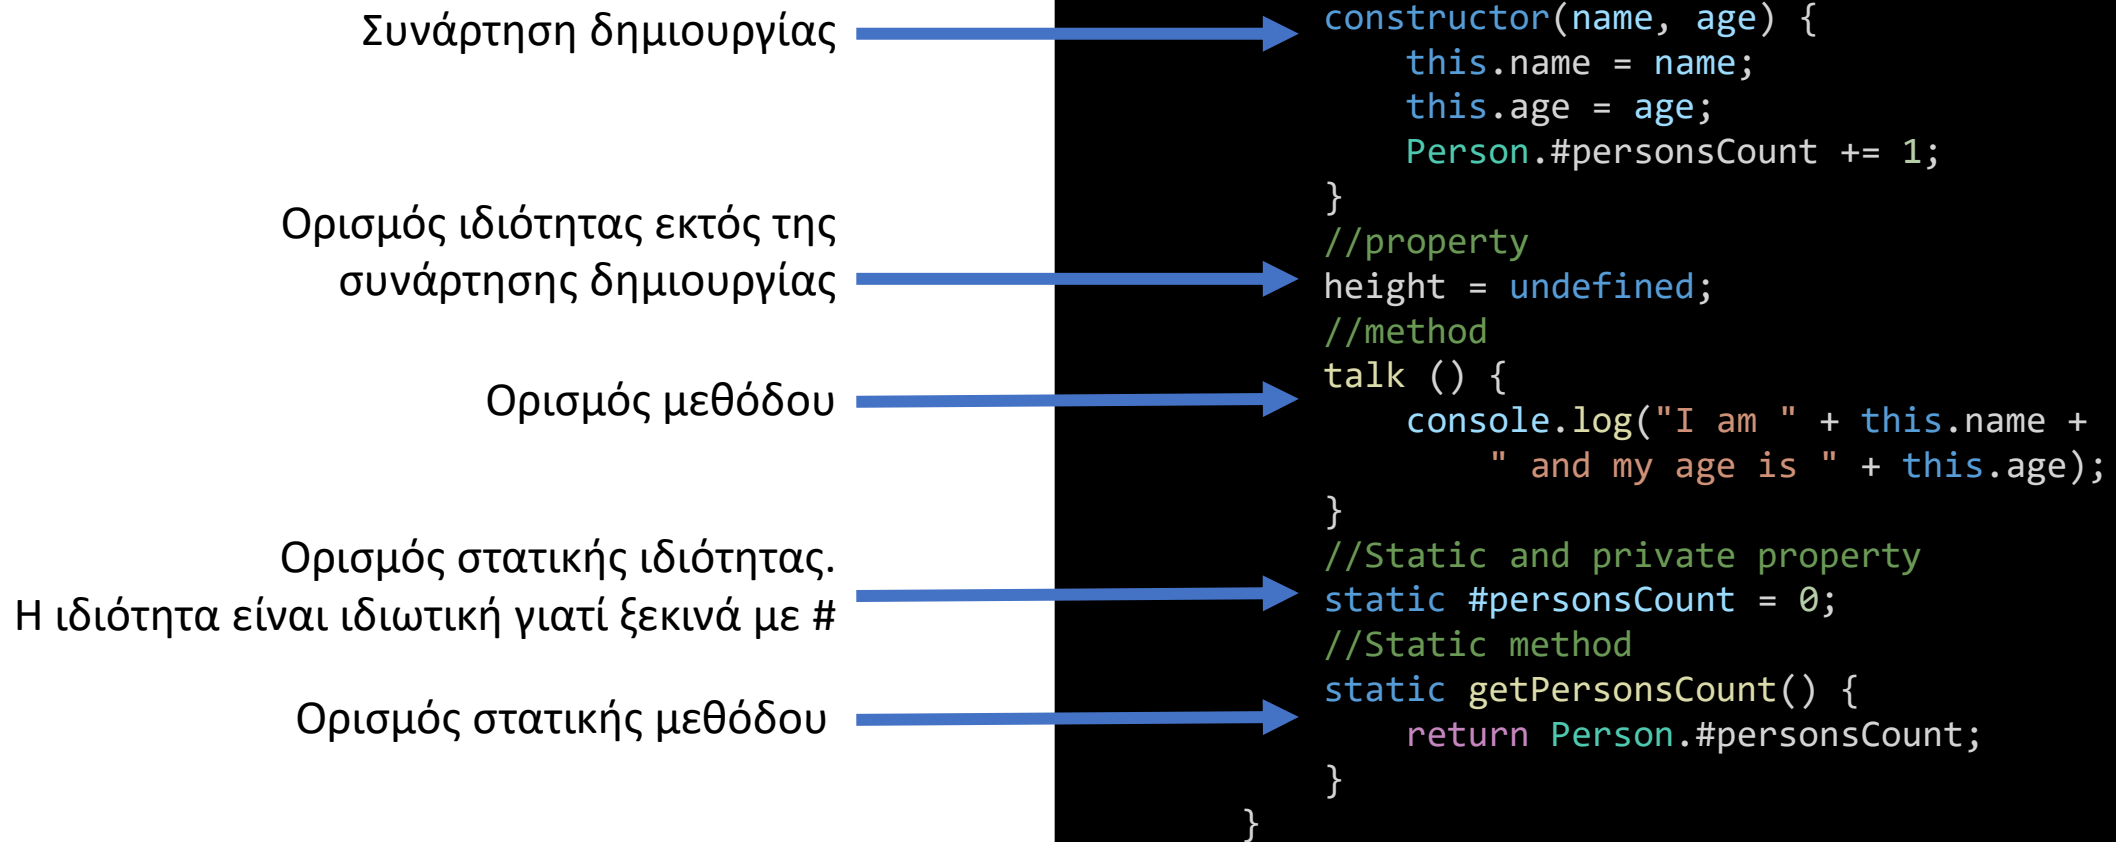 Συνάρτηση δημιουργίας
Ορισμός ιδιότητας εκτός της
συνάρτησης δημιουργίας
Ορισμός μεθόδου
Ορισμός στατικής ιδιότητας.
Η ιδιότητα είναι ιδιωτική γιατί ξεκινά με #
Ορισμός στατικής μεθόδου
constructor(name, age) {
this.name = name;
this.age = age;
Person.#personsCount += 1;
}
//property
height = undefined;
//method
talk () {
console.log("I am " + this.name +
" and my age is " + this.age);
}
//Static and private property
static #personsCount = 0;
//Static method
static getPersonsCount() {
return Person.#personsCount;
}
}